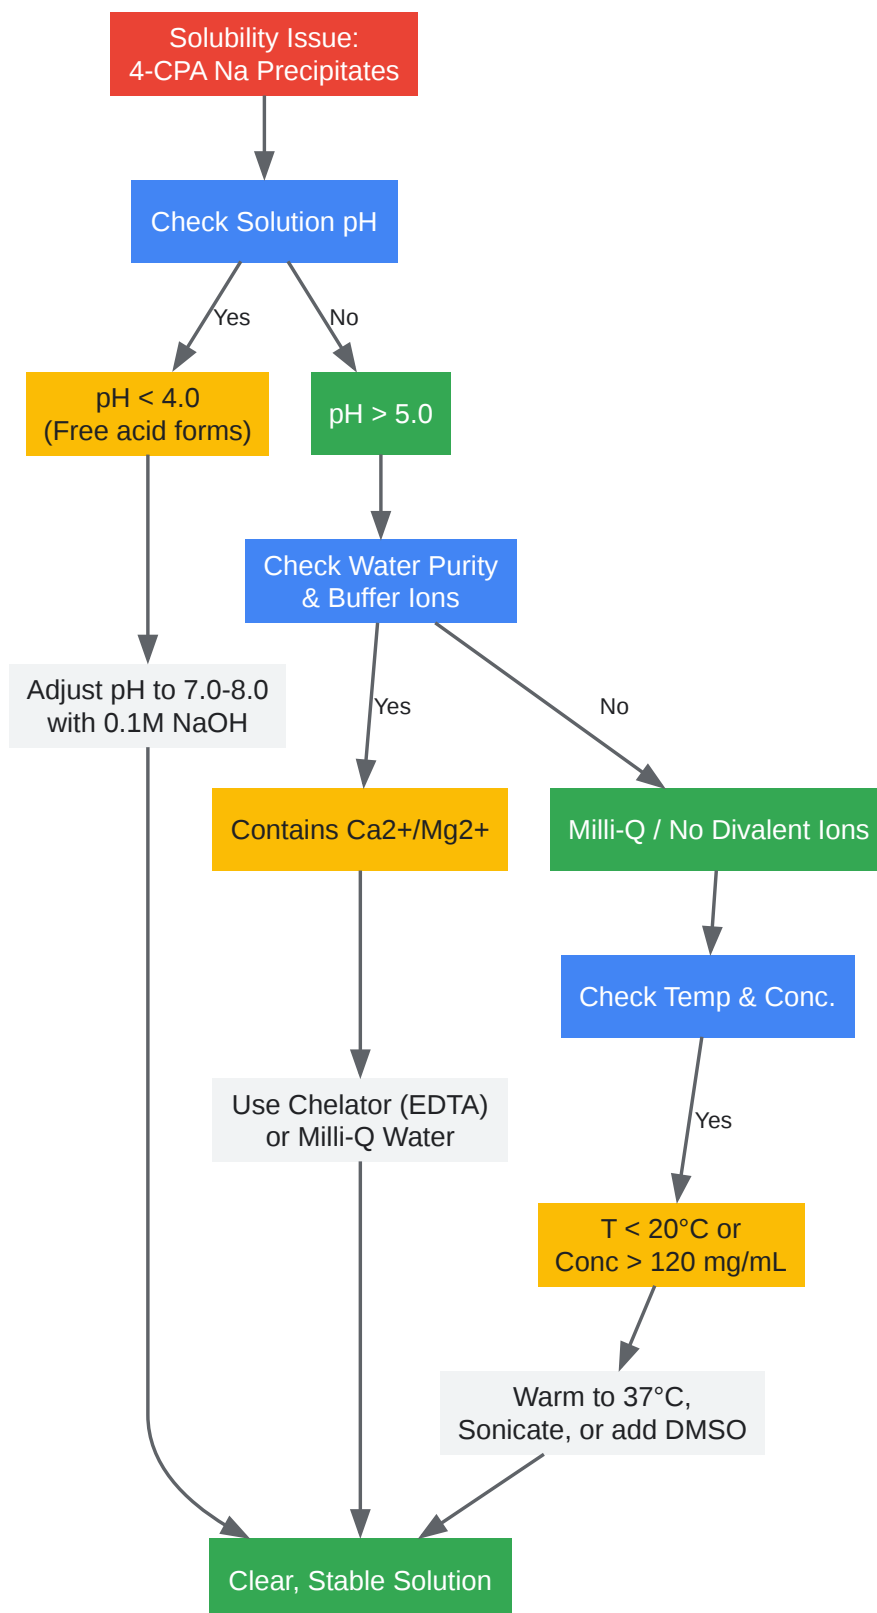 Solubility Issue:
4-CPA Na Precipitates
Check Solution pH
Yes
No
pH < 4.0
(Free acid forms)
pH > 5.0
Check Water Purity
& Buffer Ions
Adjust pH to 7.0-8.0
with 0.1M NaOH
Yes
No
Contains Ca2+/Mg2+
Milli-Q / No Divalent Ions
Check Temp & Conc.
Use Chelator (EDTA)
or Milli-Q Water
Yes
T < 20°C or
Conc > 120 mg/mL
Warm to 37°C,
Sonicate, or add DMSO
Clear, Stable Solution